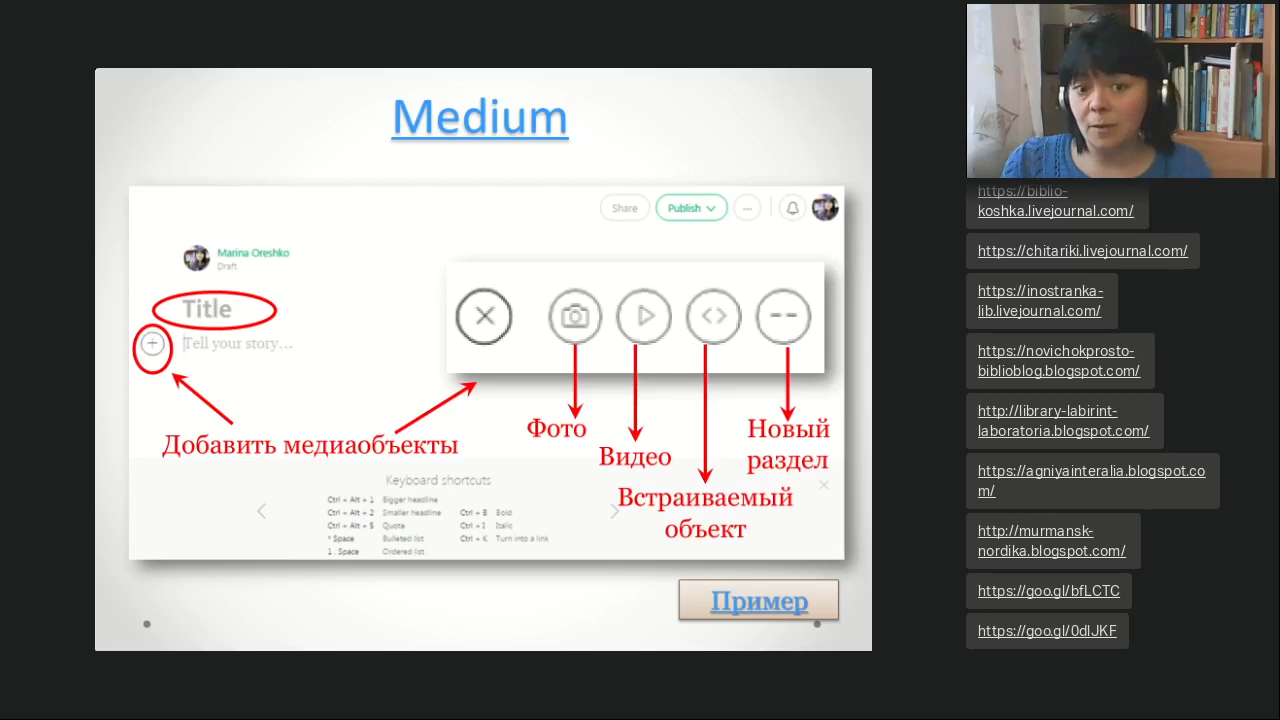 Medium
Share
Publish
...
Marina Oreshko
Draft
Title
Tell your story...
Добавить медиаобъекты
Фото
Видео
Новый
раздел
Встраиваемый
объект
Keyboard shortcuts
Ctrl + Alt + 1 Bigger headline
Ctrl + Alt + 2 Smaller headline Ctrl + B Bold
Ctrl + Alt + 5 Quote Ctrl + I Italic
* Space Bulleted list Ctrl + K Turn into a link
1. Space Ordered list
Пример
https://biblio-
koshka.livejournal.com/
https://chitariki.livejournal.com/
https://inostranka-
lib.livejournal.com/
https://novichokprosto-
biblioblog.blogspot.com/
http://library-labirint-
laboratoria.blogspot.com/
https://agniyainteralia.blogspot.co
m/
http://murmansk-
nordika.blogspot.com/
https://goo.gl/bfLCTC
https://goo.gl/0dIJKF